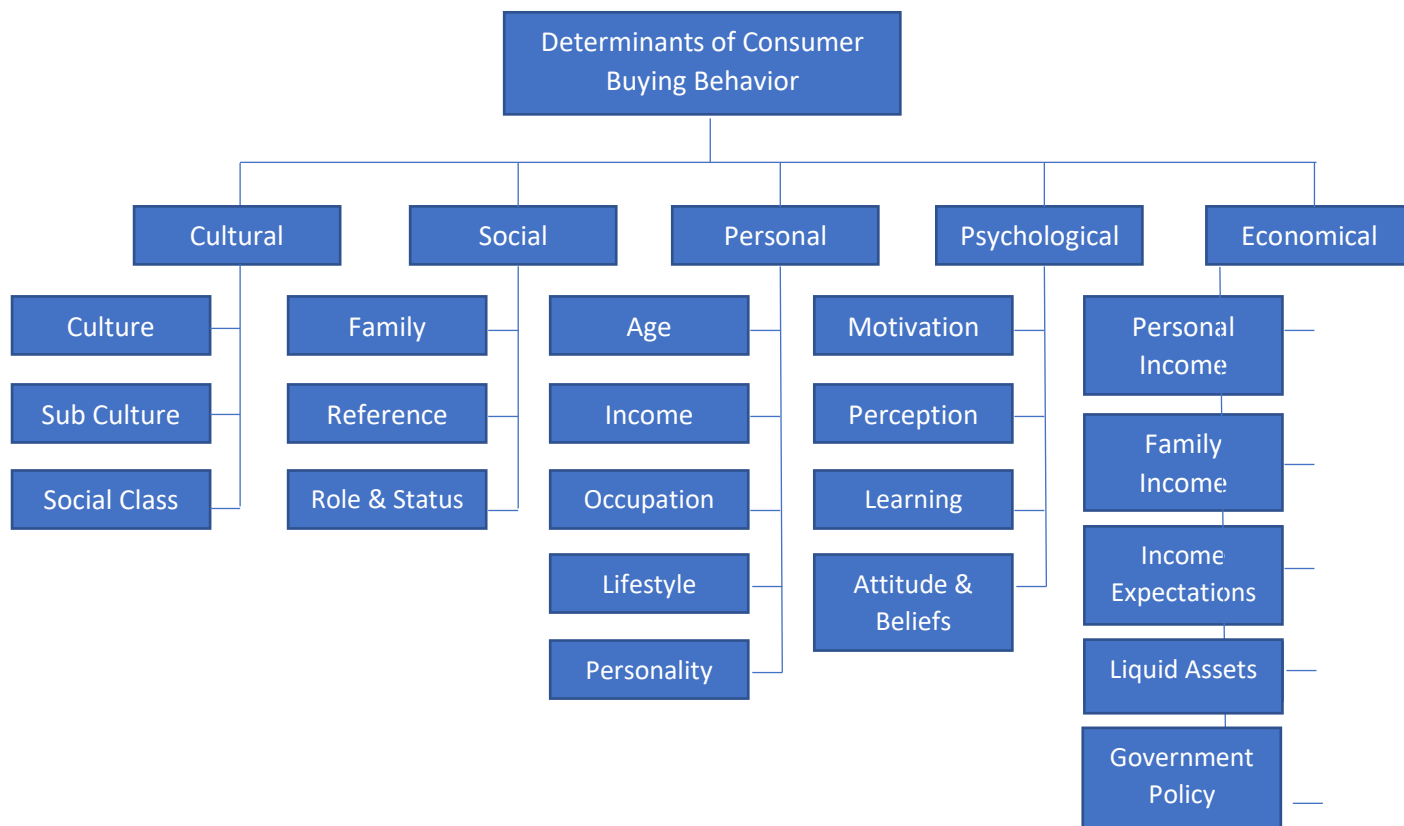 Determinants of Consumer
Buying Behavior
Cultural
Social
Personal
Psychological
Economical
Culture
Sub Culture
Social Class
Family
Reference
Role & Status
Age
Income
Occupation
Lifestyle
Personality
Motivation
Perception
Learning
Attitude &
Beliefs
Personal
Income
Family
Income
Income
Expectations
Liquid Assets
Government
Policy